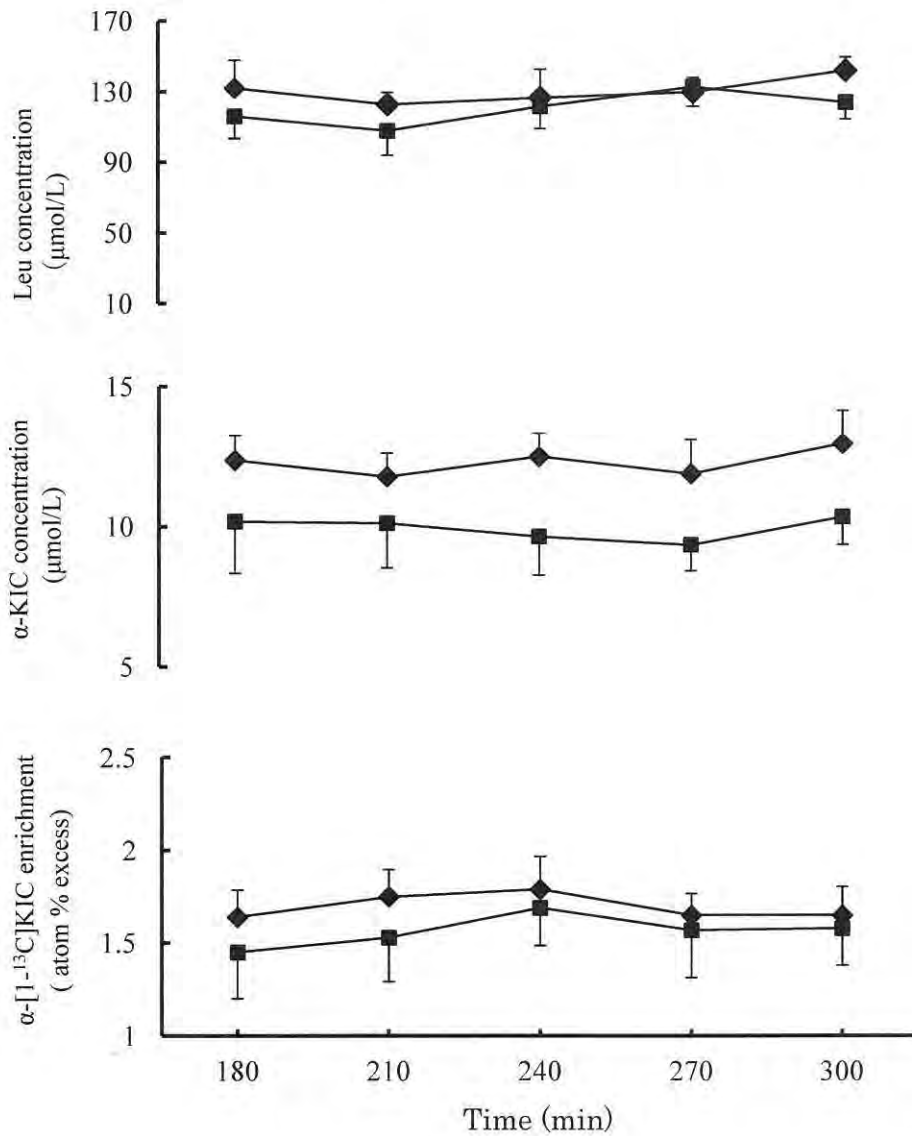 170
130
90
50
10
Leu concentration
(µmol/L)
15
10
5
α-KIC concentration
(µmol/L)
2.5
2
1.5
1
α-[1-¹³C]KIC enrichment
( atom % excess)
180 210 240 270 300
Time (min)